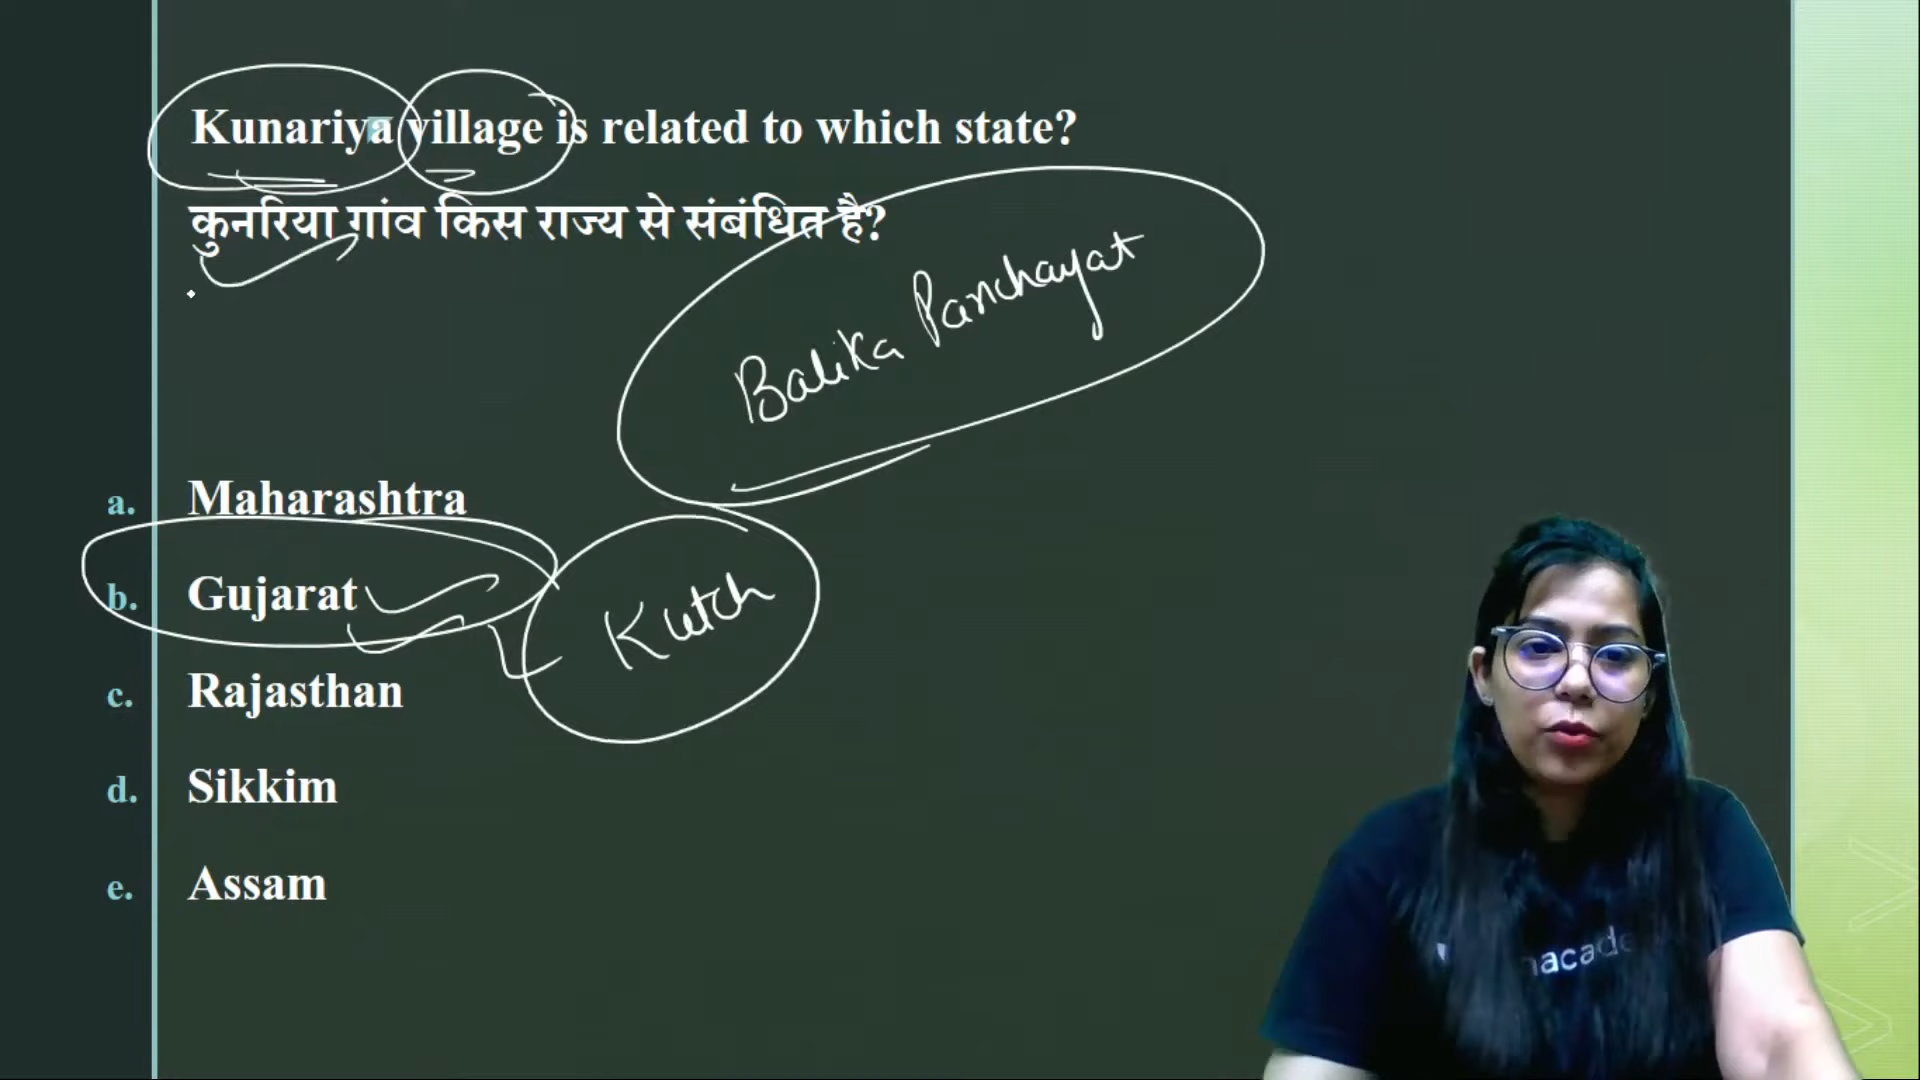 Kunariya village is related to which state?
कुनरिया गांव किस राज्य से संबंधित है?
Balika Panchayat
a. Maharashtra
b. Gujarat
Kutch
c. Rajasthan
d. Sikkim
e. Assam